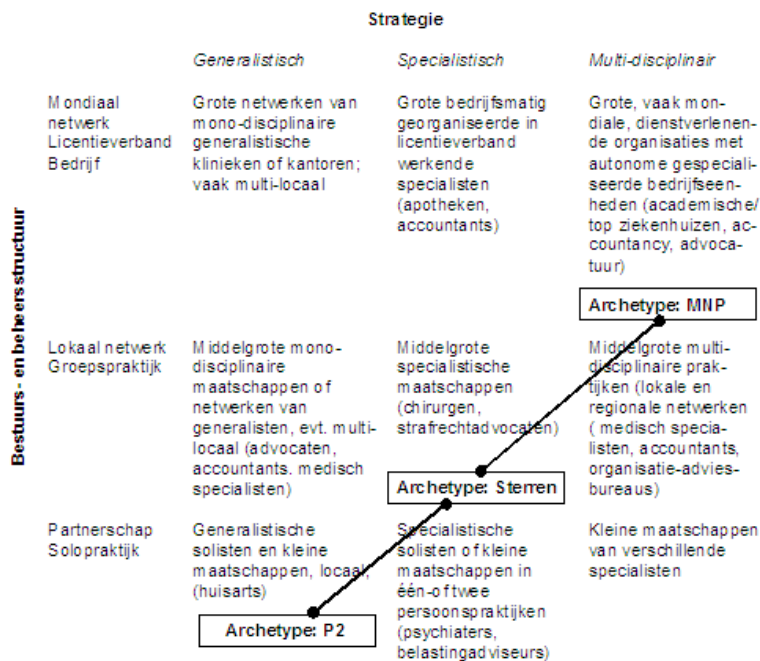 Strategie
Generalistisch
Specialistisch
Multi-disciplinair
Bestuurs- en beheersstructuur
Mondiaal
netwerk
Licentieverband
Bedrijf
Grote netwerken van
mono-disciplinaire
generalistische
klinieken of kantoren;
vaak multi-locaal
Grote bedrijfsmatig
georganiseerde in
licentieverband
werkende
specialisten
(apotheken,
accountants)
Grote, vaak mon-
diale, dienstverlenen-
de organisaties met
autonome gespeciali-
seerde bedrijfseen-
heden (academische/
top ziekenhuizen, ac-
countancy, advoca-
tuur)
Archetype: MNP
Lokaal netwerk
Groepspraktijk
Middelgrote mono-
disciplinaire
maatschappen of
netwerken van
generalisten, evt. multi-
locaal (advocaten,
accountants. medisch
specialisten)
Middelgrote
specialistische
maatschappen
(chirurgen,
strafrechtadvocaten)
Middelgrote multi-
disciplinaire prak-
tijken (lokale en
regionale netwerken
( medisch specia-
listen, accountants,
organisatie-advies-
bureaus)
Archetype: Sterren
Partnerschap
Solopraktijk
Generalistische
solisten en kleine
maatschappen, locaal,
(huisarts)
Specialistische
solisten of kleine
maatschappen in
één-of twee
persoonspraktijken
(psychiaters,
belastingadviseurs)
Kleine maatschappen
van verschillende
specialisten
Archetype: P2